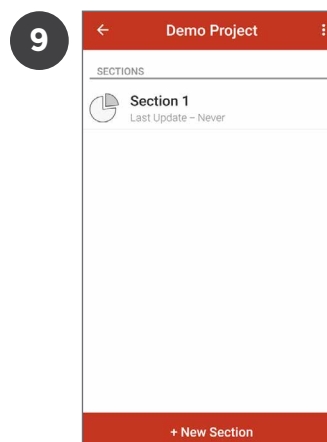 9
Demo Project
SECTIONS
Section 1
Last Update – Never
+ New Section